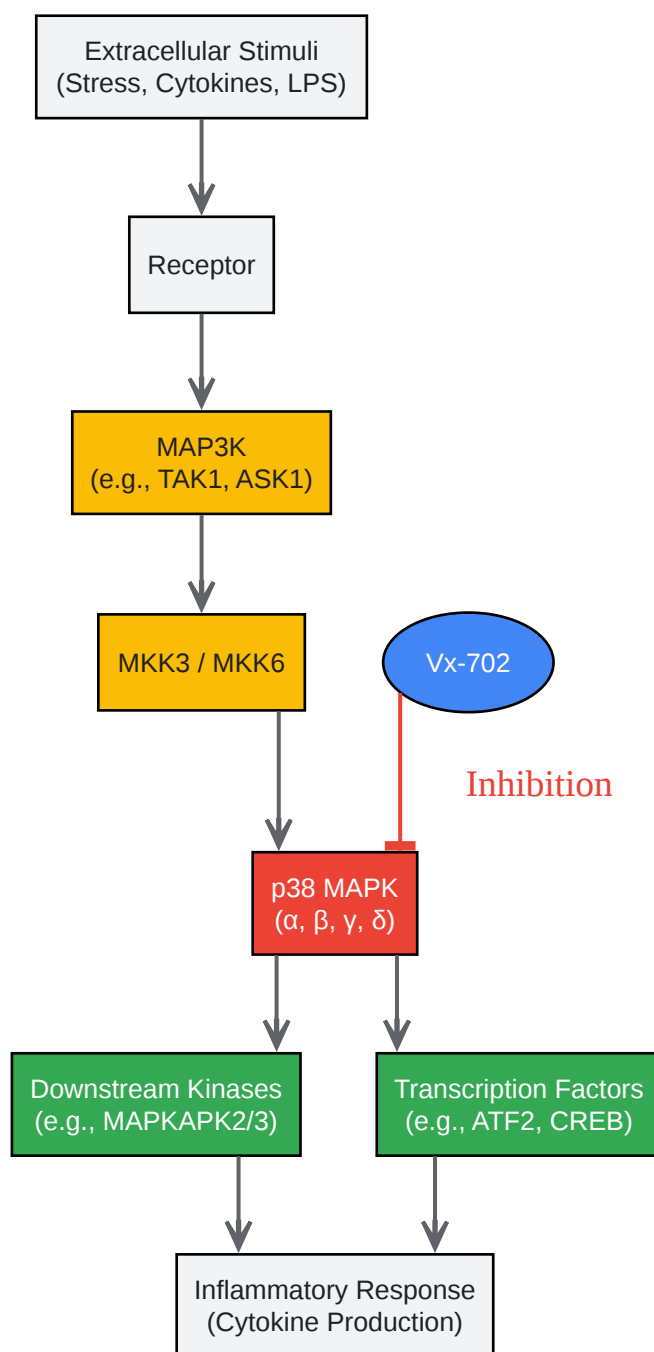 Extracellular Stimuli
(Stress, Cytokines, LPS)
Receptor
MAP3K
(e.g., TAK1, ASK1)
MKK3 / MKK6
Vx-702
Inhibition
p38 MAPK
(α, β, γ, δ)
Downstream Kinases
(e.g., MAPKAPK2/3)
Transcription Factors
(e.g., ATF2, CREB)
Inflammatory Response
(Cytokine Production)